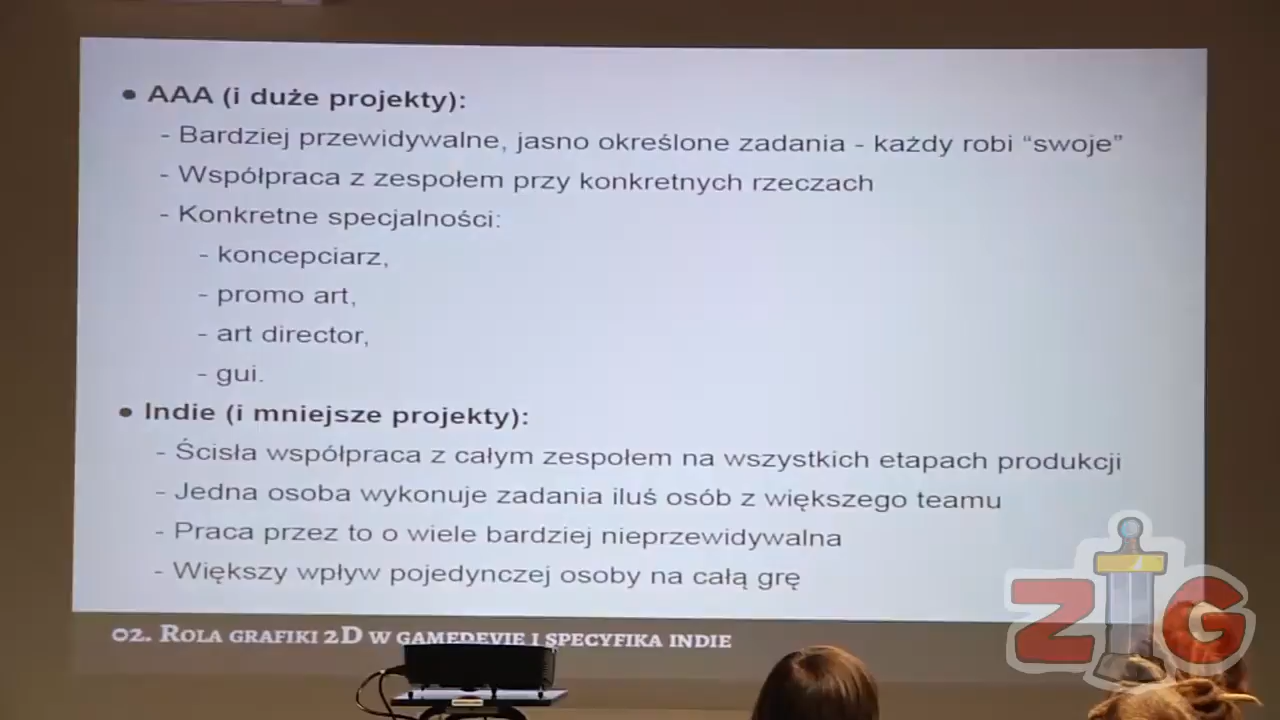 • AAA (i duże projekty):
- Bardziej przewidywalne, jasno określone zadania - każdy robi “swoje”
- Współpraca z zespołem przy konkretnych rzeczach
- Konkretne specjalności:
- koncepciarz,
- promo art,
- art director,
- gui.
• Indie (i mniejsze projekty):
- Ścisła współpraca z całym zespołem na wszystkich etapach produkcji
- Jedna osoba wykonuje zadania iluś osób z większego teamu
- Praca przez to o wiele bardziej nieprzewidywalna
- Większy wpływ pojedynczej osoby na całą grę
02. Rola grafiki 2D w gamedevie i specyfika indie
ZIG